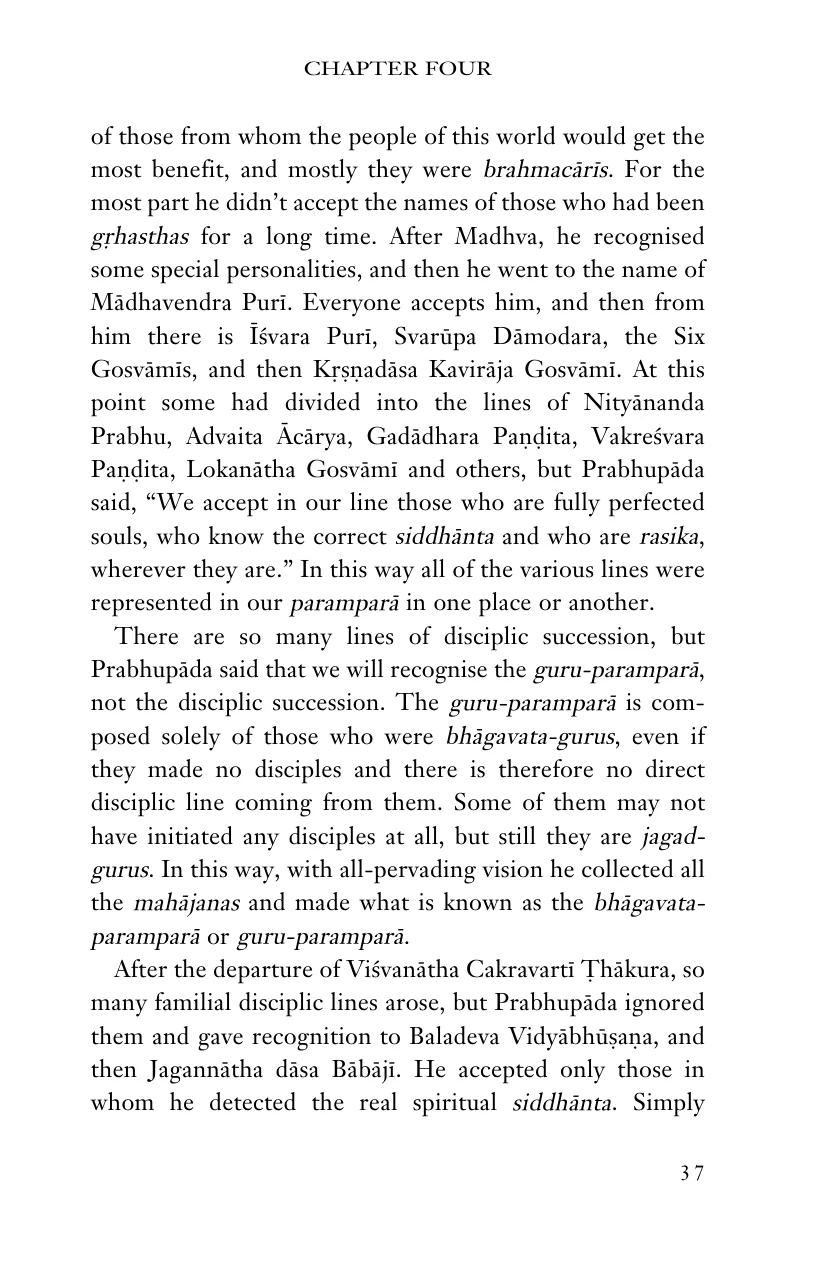 CHAPTER FOUR
of those from whom the people of this world would get the
most benefit, and mostly they were brahmacārīs. For the
most part he didn’t accept the names of those who had been
gṛhasthas for a long time. After Madhva, he recognised
some special personalities, and then he went to the name of
Mādhavendra Purī. Everyone accepts him, and then from
him there is Īśvara Purī, Svarūpa Dāmodara, the Six
Gosvāmīs, and then Kṛṣṇadāsa Kavirāja Gosvāmī. At this
point some had divided into the lines of Nityānanda
Prabhu, Advaita Ācārya, Gadādhara Paṇḍita, Vakreśvara
Paṇḍita, Lokanātha Gosvāmī and others, but Prabhupāda
said, “We accept in our line those who are fully perfected
souls, who know the correct siddhānta and who are rasika,
wherever they are.” In this way all of the various lines were
represented in our paramparā in one place or another.
There are so many lines of disciplic succession, but
Prabhupāda said that we will recognise the guru-paramparā,
not the disciplic succession. The guru-paramparā is com-
posed solely of those who were bhāgavata-gurus, even if
they made no disciples and there is therefore no direct
disciplic line coming from them. Some of them may not
have initiated any disciples at all, but still they are jagad-
gurus. In this way, with all-pervading vision he collected all
the mahājanas and made what is known as the bhāgavata-
paramparā or guru-paramparā.
After the departure of Viśvanātha Cakravartī Ṭhākura, so
many familial disciplic lines arose, but Prabhupāda ignored
them and gave recognition to Baladeva Vidyābhūṣaṇa, and
then Jagannātha dāsa Bābājī. He accepted only those in
whom he detected the real spiritual siddhānta. Simply
37